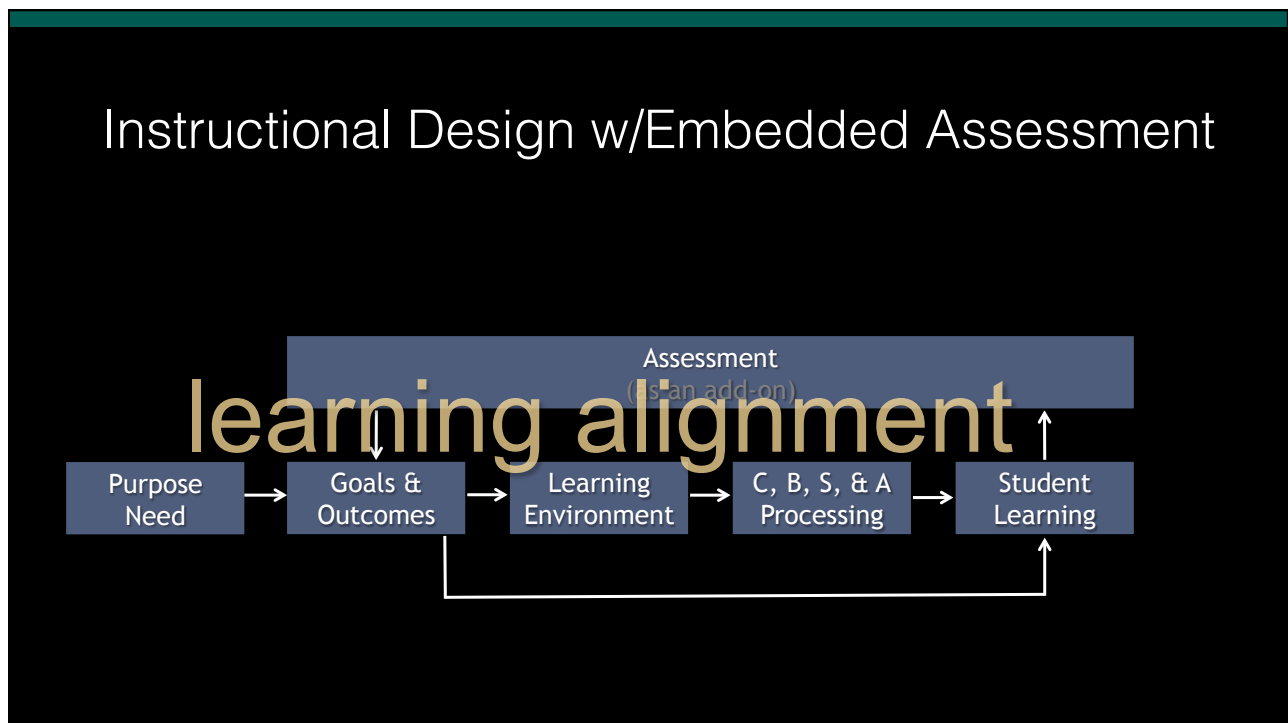 Instructional Design w/Embedded Assessment
Assessment
(as an add-on)
learning alignment
Purpose
Need
Goals &
Outcomes
Learning
Environment
C, B, S, & A
Processing
Student
Learning